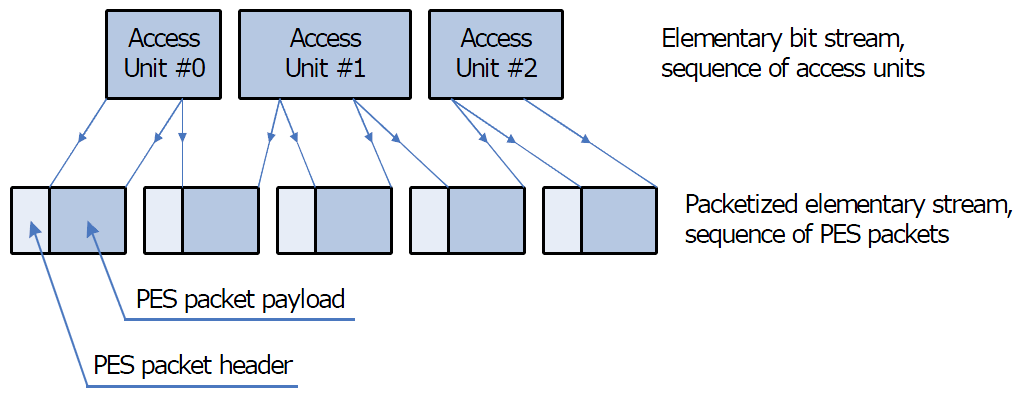 Access
Unit #0
Access
Unit #1
Access
Unit #2
Elementary bit stream,
sequence of access units
Packetized elementary stream,
sequence of PES packets
PES packet payload
PES packet header